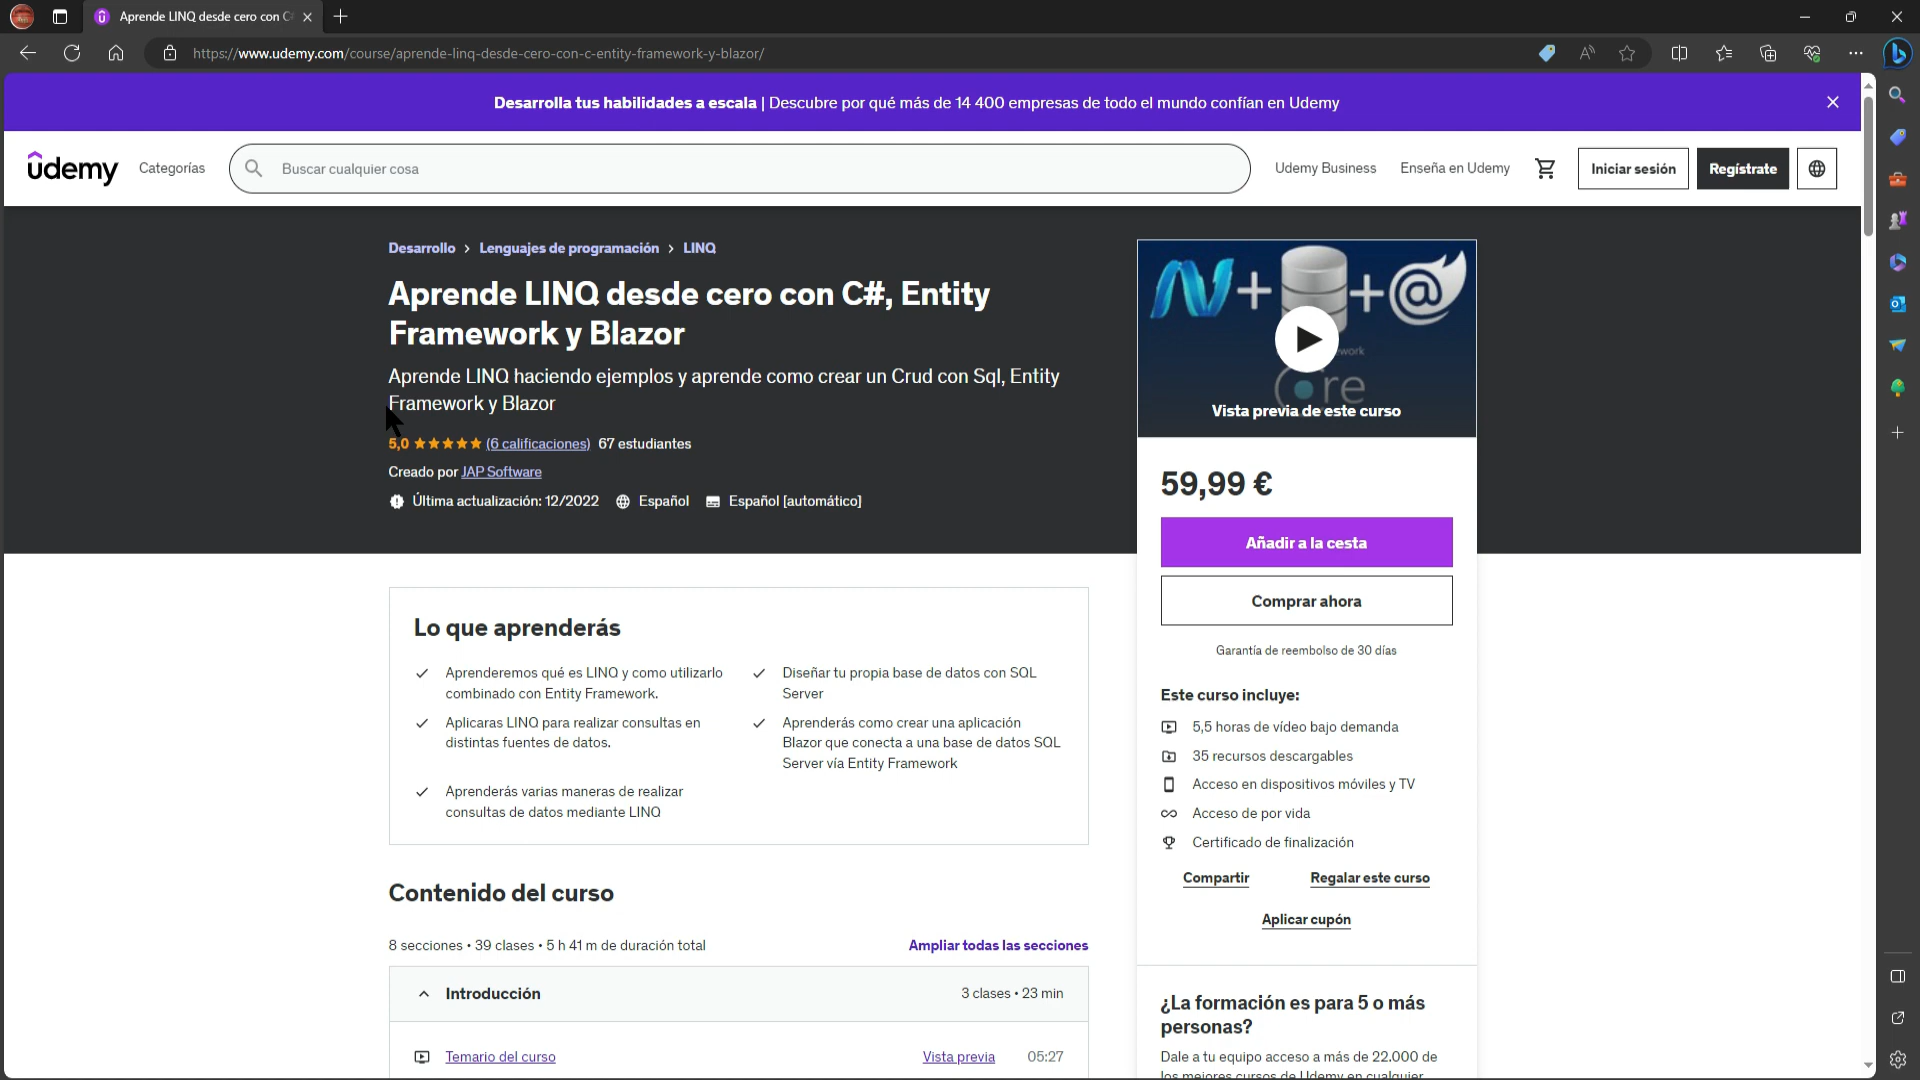 Aprende LINQ desde cero con C
https://www.udemy.com/course/aprende-linq-desde-cero-con-c-entity-framework-y-blazor/
Desarrolla tus habilidades a escala | Descubre por qué más de 14 400 empresas de todo el mundo confían en Udemy
udemy
Categorías
Buscar cualquier cosa
Udemy Business
Enseña en Udemy
Iniciar sesión
Regístrate
Desarrollo > Lenguajes de programación > LINQ
Aprende LINQ desde cero con C#, Entity
Framework y Blazor
Aprende LINQ haciendo ejemplos y aprende como crear un Crud con Sql, Entity
Framework y Blazor
5,0 (6 calificaciones) 67 estudiantes
Creado por JAP Software
Última actualización: 12/2022 Español Español [automático]
Vista previa de este curso
59,99 €
Añadir a la cesta
Comprar ahora
Garantía de reembolso de 30 días
Este curso incluye:
5,5 horas de vídeo bajo demanda
35 recursos descargables
Acceso en dispositivos móviles y TV
Acceso de por vida
Certificado de finalización
Compartir
Regalar este curso
Aplicar cupón
¿La formación es para 5 o más
personas?
Dale a tu equipo acceso a más de 22.000 de
los mejores cursos de Udemy en cualquier
Lo que aprenderás
Aprenderemos qué es LINQ y como utilizarlo
combinado con Entity Framework.
Diseñar tu propia base de datos con SQL
Server
Aplicaras LINQ para realizar consultas en
distintas fuentes de datos.
Aprenderás como crear una aplicación
Blazor que conecta a una base de datos SQL
Server vía Entity Framework
Aprenderás varias maneras de realizar
consultas de datos mediante LINQ
Contenido del curso
8 secciones • 39 clases • 5 h 41 m de duración total
Ampliar todas las secciones
Introducción
3 clases • 23 min
Temario del curso
Vista previa
05:27